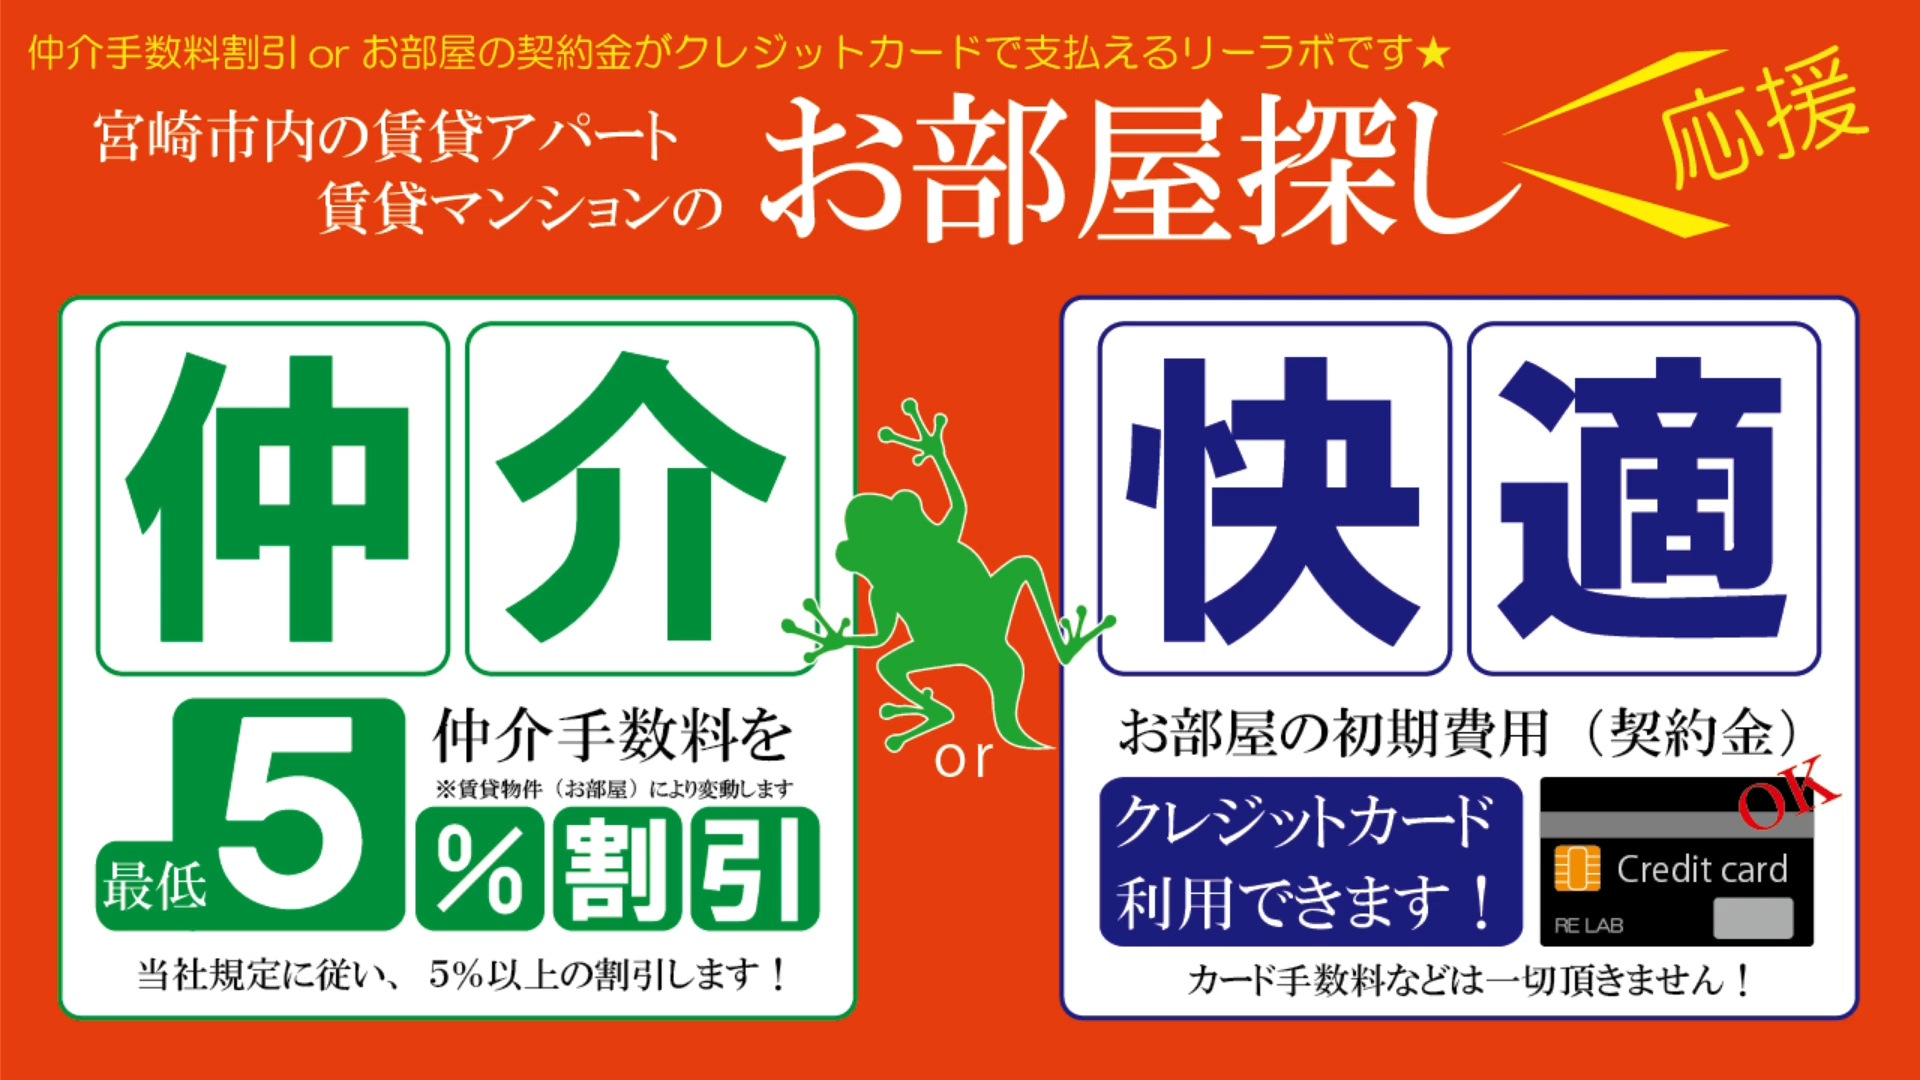 仲介手数料割引 or お部屋の契約金がクレジットカードで支払えるリーラボです★
宮崎市内の賃貸アパート
賃貸マンションの
お部屋探し
応援
仲介
仲介手数料を
※賃貸物件（お部屋）により変動します
最低5%割引
当社規定に従い、5%以上の割引します！
or
快適
お部屋の初期費用（契約金）
クレジットカード
利用できます！
OK
Credit card
RE LAB
カード手数料などは一切頂きません！